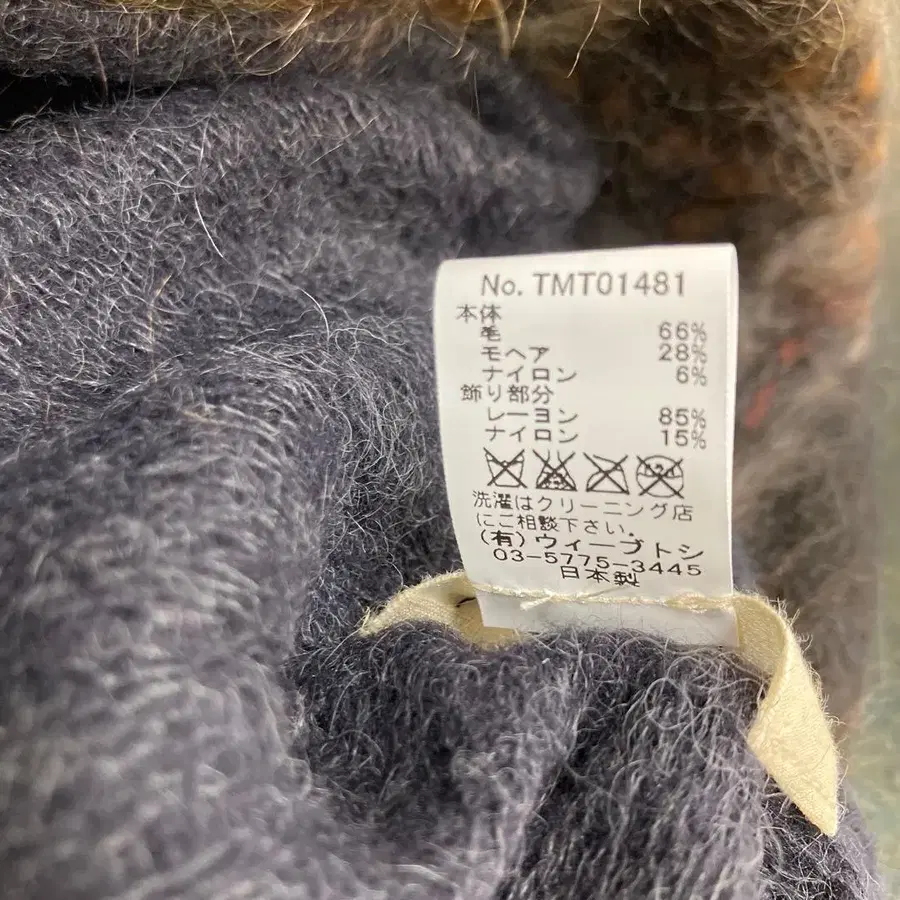 No. TMT01481
本体
毛 66%
モヘア 28%
ナイロン 6%
飾り部分
レーヨン 85%
ナイロン 15%
洗濯はクリーニング店
にご相談下さい.
(有)ウィーブトシ
03-5775-3445
日本製